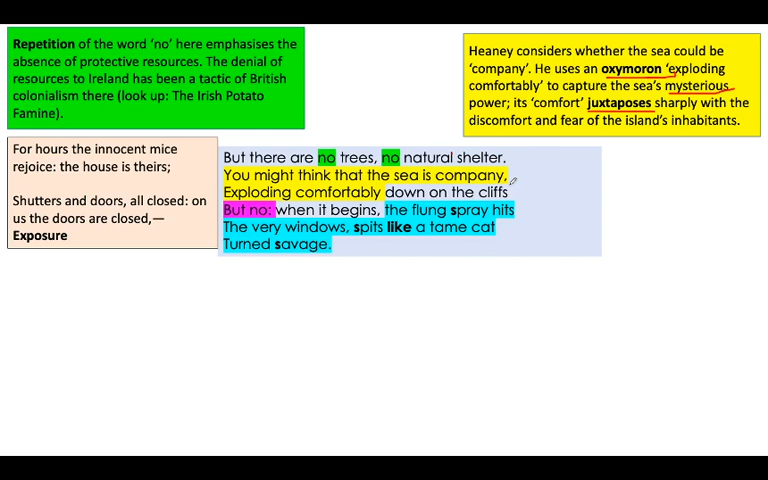 Repetition of the word 'no' here emphasises the
absence of protective resources. The denial of
resources to Ireland has been a tactic of British
colonialism there (look up: The Irish Potato
Famine).
Heaney considers whether the sea could be
'company'. He uses an oxymoron 'exploding
comfortably' to capture the sea's mysterious
power; its 'comfort' juxtaposes sharply with the
discomfort and fear of the island's inhabitants.
For hours the innocent mice
rejoice: the house is theirs;
Shutters and doors, all closed: on
us the doors are closed,—
Exposure
But there are no trees, no natural shelter.
You might think that the sea is company,
Exploding comfortably down on the cliffs
But no: when it begins, the flung spray hits
The very windows, spits like a tame cat
Turned savage.